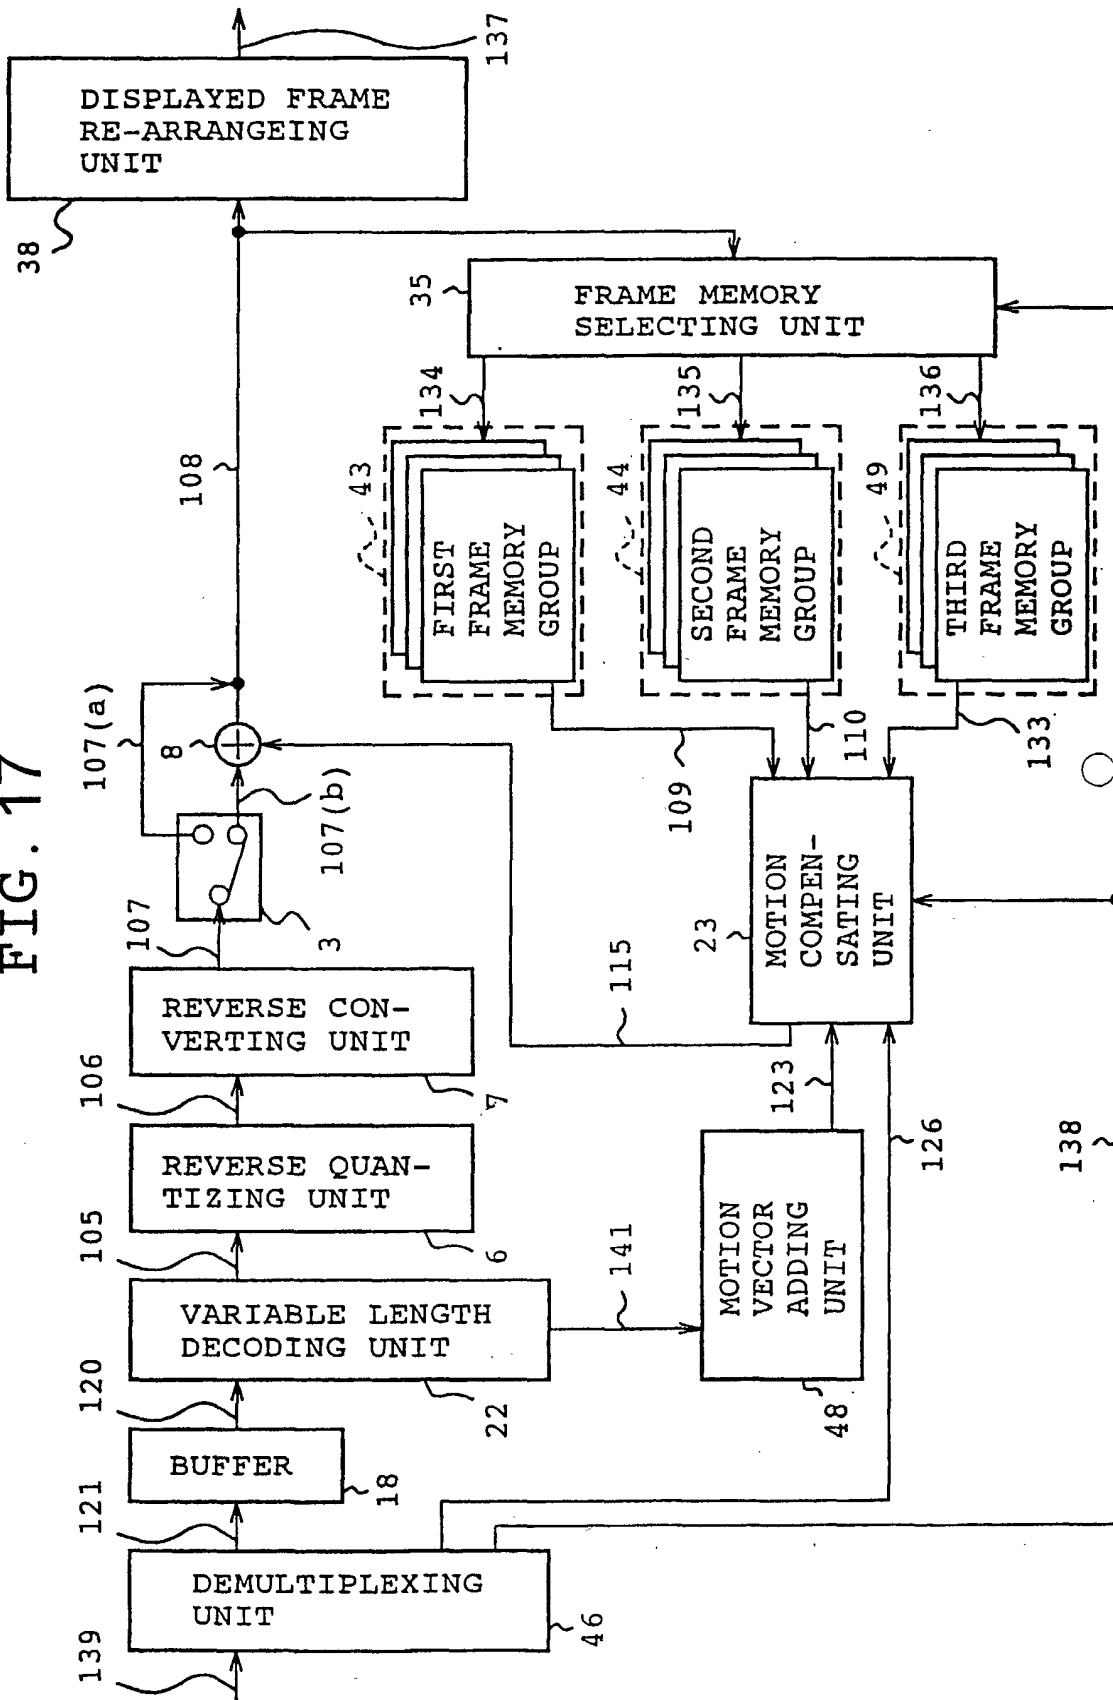 FIG. 17
137
DISPLAYED FRAME
RE-ARRANGEING
UNIT
38
35
FRAME MEMORY
SELECTING UNIT
134
135
136
108
43
FIRST
FRAME
MEMORY
GROUP
44
SECOND
FRAME
MEMORY
GROUP
49
THIRD
FRAME
MEMORY
GROUP
107(a)
8
107(b)
109
110
133
107
3
23
MOTION
COMPEN-
SATING
UNIT
115
REVERSE CON-
VERTING UNIT
7
106
123
126
138
REVERSE QUAN-
TIZING UNIT
6
105
141
MOTION
VECTOR
ADDING
UNIT
48
VARIABLE LENGTH
DECODING UNIT
22
120
BUFFER
18
121
DEMULTIPLEXING
UNIT
46
139